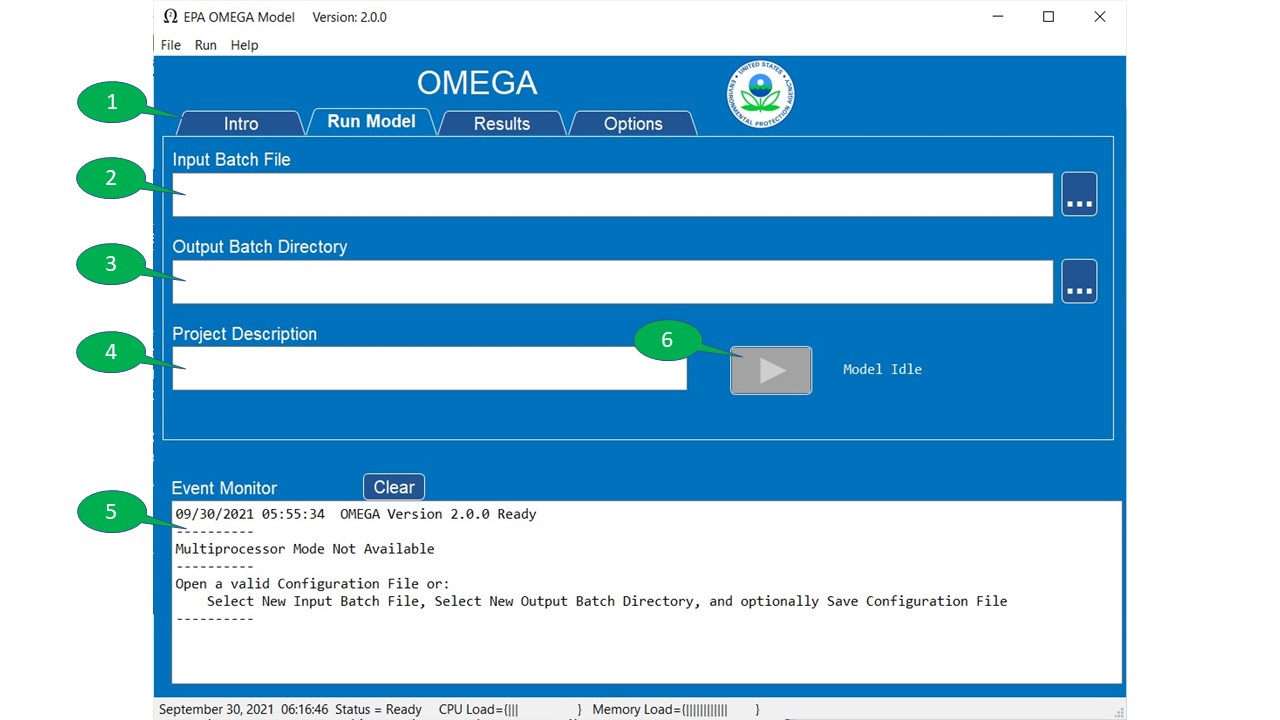 EPA OMEGA Model Version: 2.0.0
File Run Help
OMEGA
UNITED STATES ENVIRONMENTAL PROTECTION AGENCY
1
Intro Run Model Results Options
Input Batch File
2
...
Output Batch Directory
3
...
Project Description
4
6
Model Idle
Event Monitor Clear
5
09/30/2021 05:55:34  OMEGA Version 2.0.0 Ready
----------
Multiprocessor Mode Not Available
----------
Open a valid Configuration File or:
    Select New Input Batch File, Select New Output Batch Directory, and optionally Save Configuration File
----------
September 30, 2021 06:16:46 Status = Ready CPU Load={||| } Memory Load={|||||||||||| }